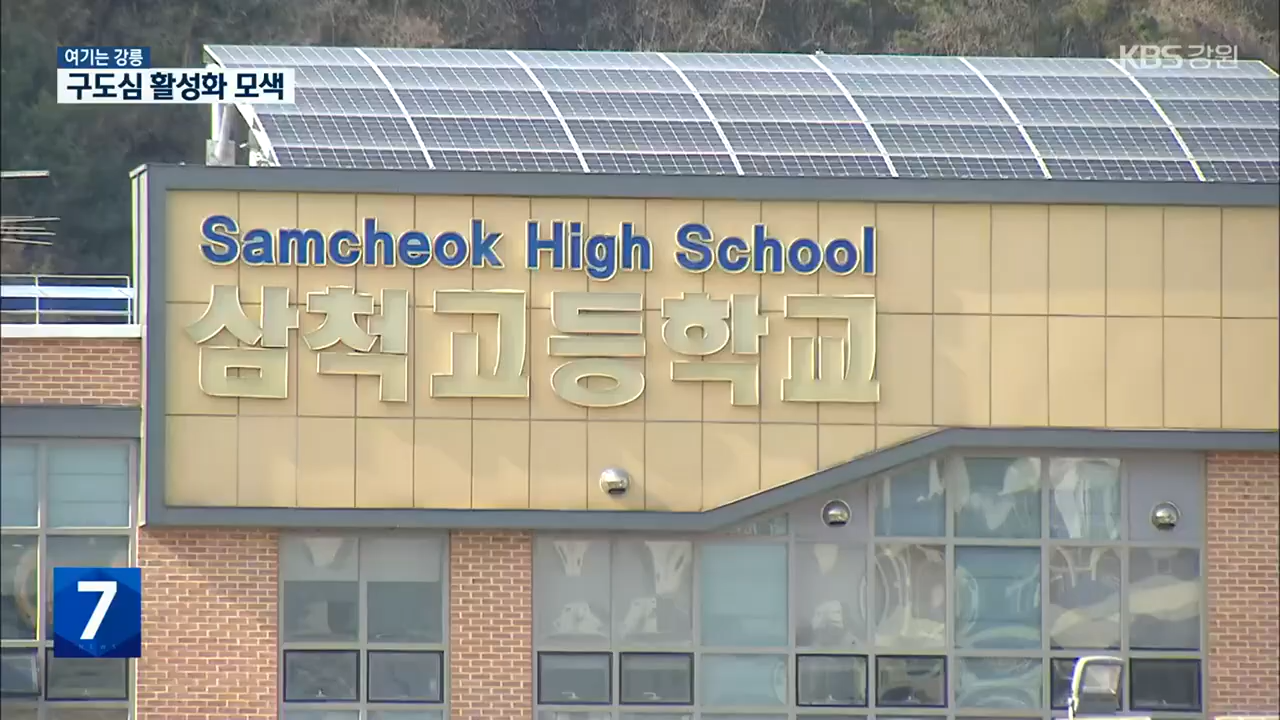 여기는 강릉
구도심 활성화 모색
KBS 강원
Samcheok High School
삼척고등학교
7
NEWS